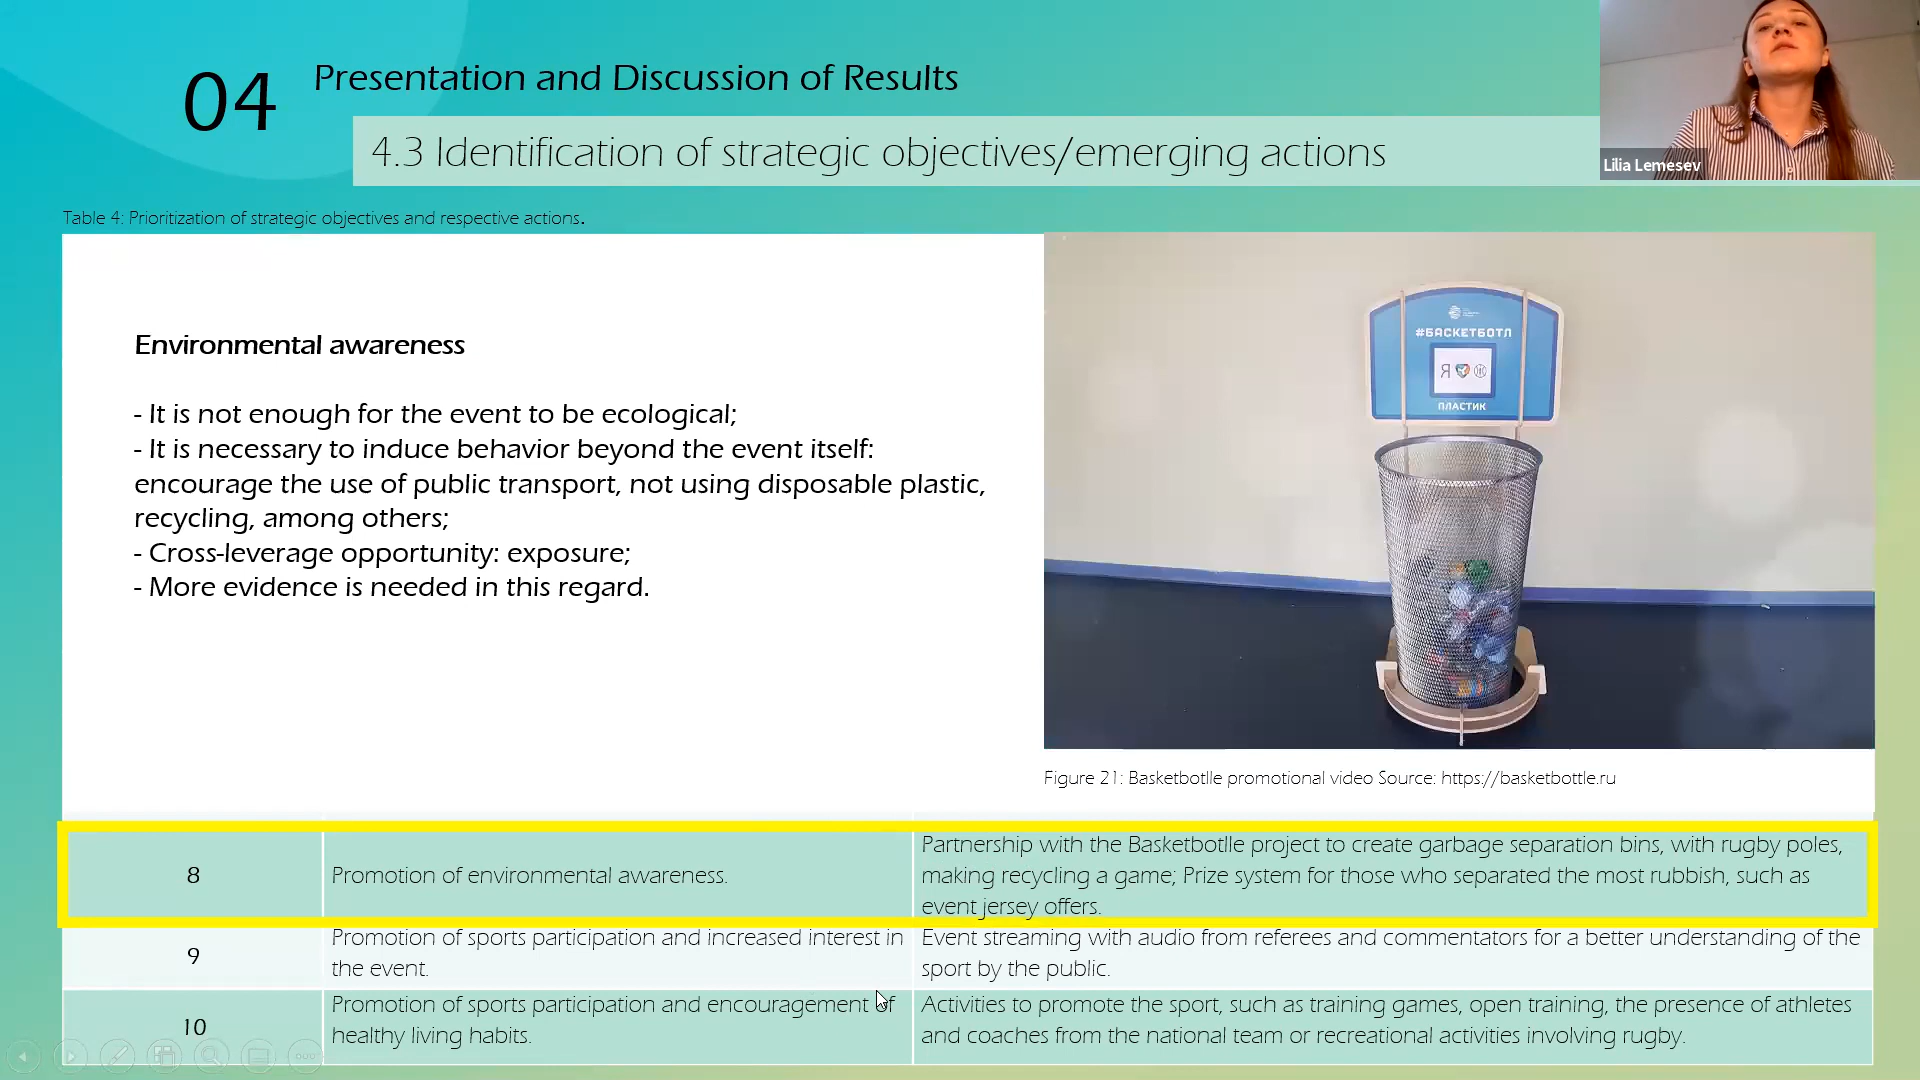 04
Presentation and Discussion of Results
4.3 Identification of strategic objectives/emerging actions
Lilia Lemesev
Table 4: Prioritization of strategic objectives and respective actions.
Environmental awareness
- It is not enough for the event to be ecological;
- It is necessary to induce behavior beyond the event itself:
encourage the use of public transport, not using disposable plastic,
recycling, among others;
- Cross-leverage opportunity: exposure;
- More evidence is needed in this regard.
#БАСКЕТБОТЛ
Я
ПЛАСТИК
Figure 21: Basketbotlle promotional video Source: https://basketbottle.ru
8
Promotion of environmental awareness.
Partnership with the Basketbotlle project to create garbage separation bins, with rugby poles,
making recycling a game; Prize system for those who separated the most rubbish, such as
event jersey offers.
9
Promotion of sports participation and increased interest in
the event.
Event streaming with audio from referees and commentators for a better understanding of the
sport by the public.
10
Promotion of sports participation and encouragement of
healthy living habits.
Activities to promote the sport, such as training games, open training, the presence of athletes
and coaches from the national team or recreational activities involving rugby.